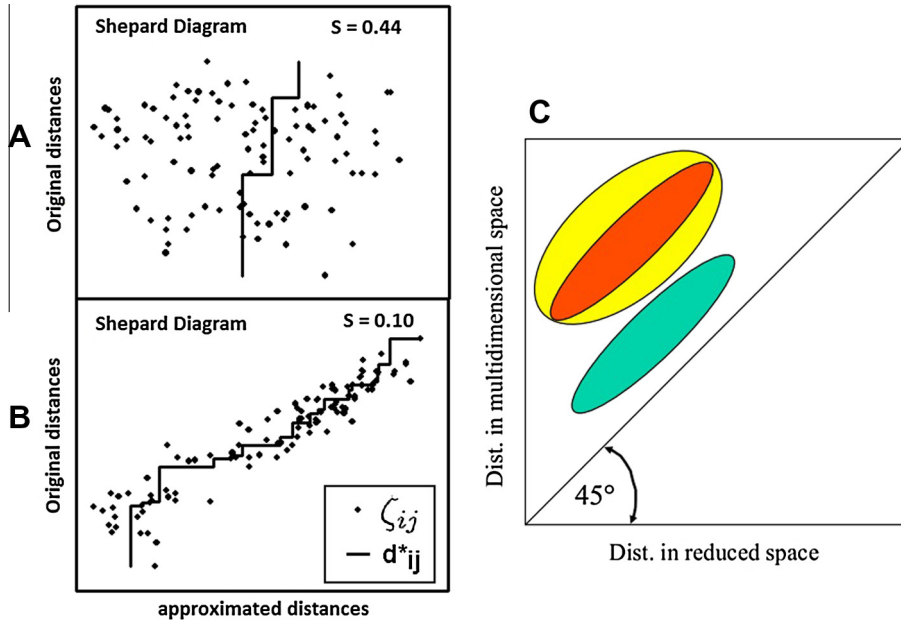 A
Shepard Diagram
S = 0.44
Original distances
B
Shepard Diagram
S = 0.10
Original distances
ζij
d*ij
approximated distances
C
Dist. in multidimensional space
45°
Dist. in reduced space